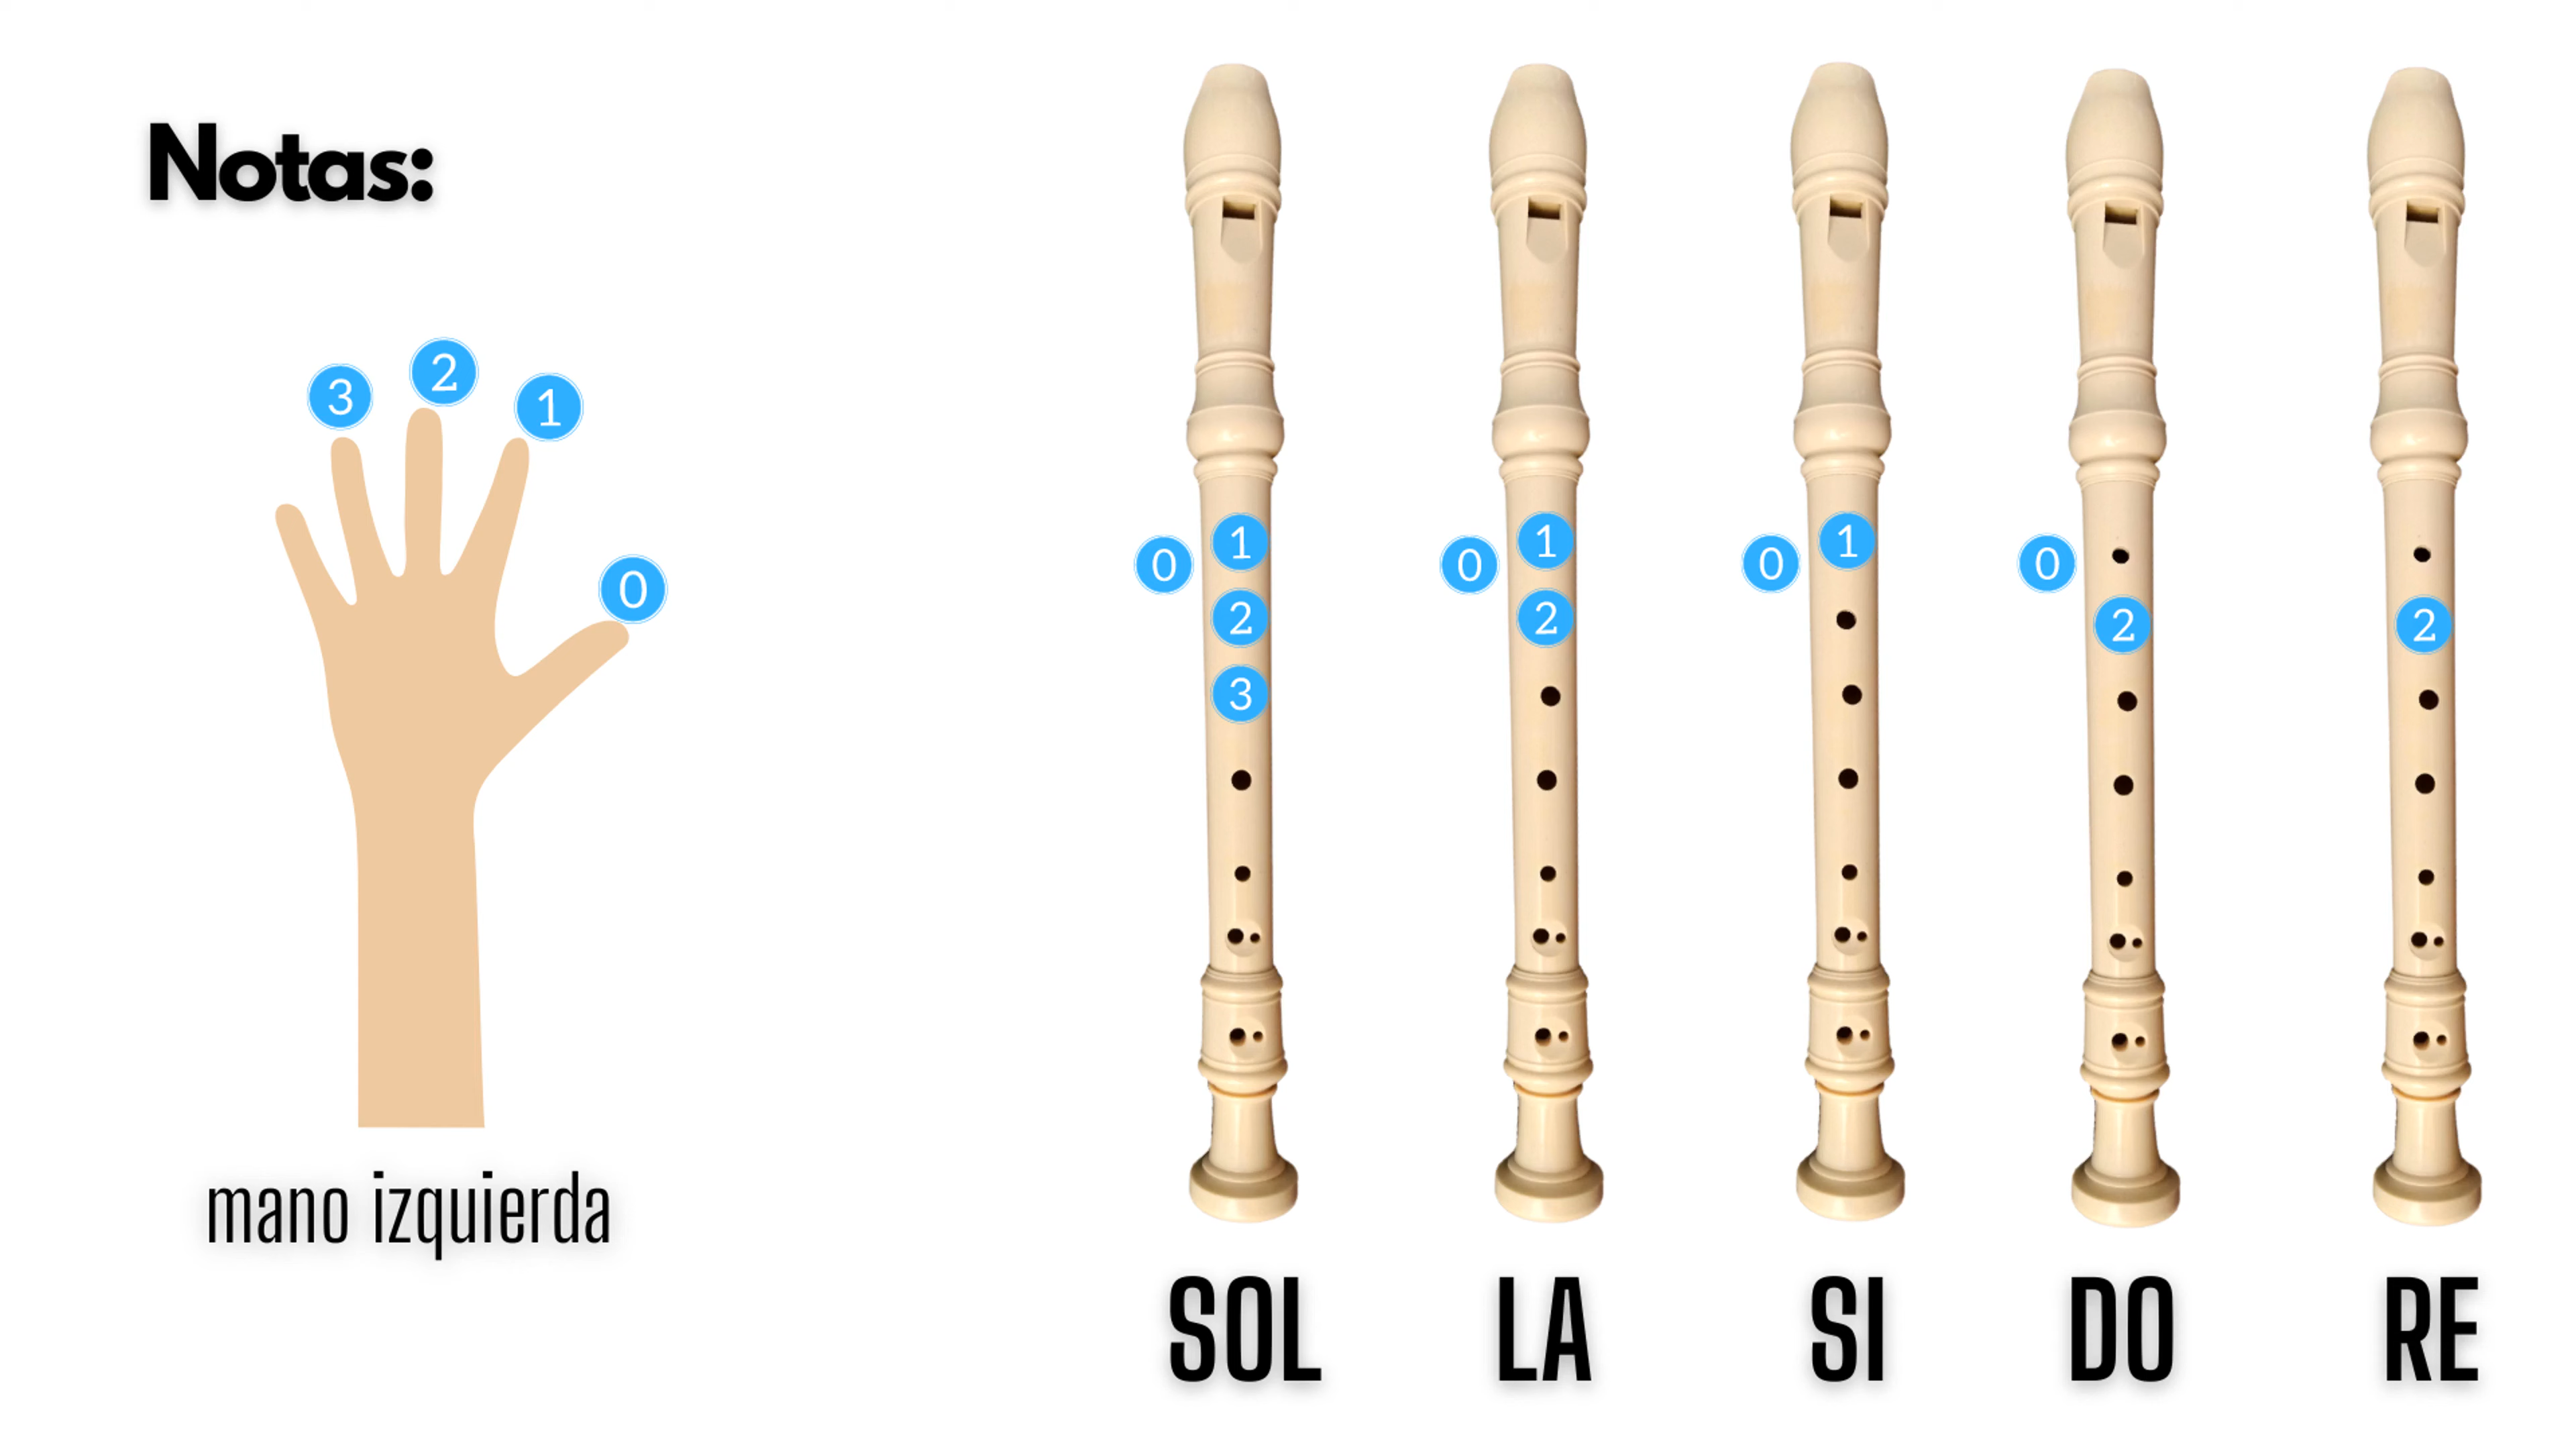 Notas:
3 2 1
0
mano izquierda
0 1 0 1 0 1 0
2 2 2 2
3
SOL LA SI DO RE